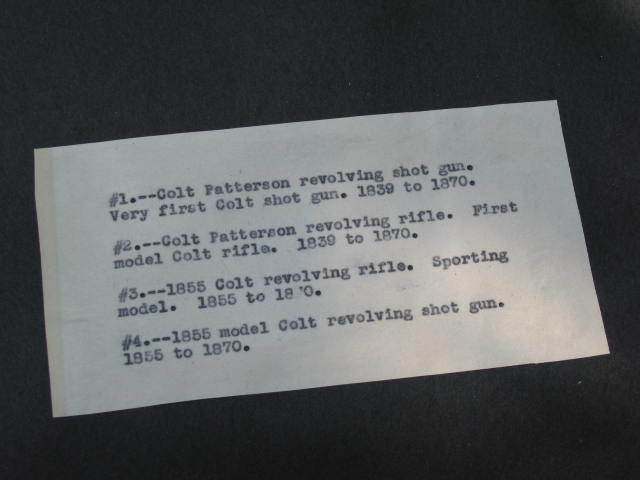 #1.--Colt Patterson revolving shot gun.
Very first Colt shot gun. 1839 to 1870.
#2.--Colt Patterson revolving rifle. First
model Colt rifle. 1839 to 1870.
#3.--1855 Colt revolving rifle. Sporting
model. 1855 to 18 0.
#4.--1855 model Colt revolving shot gun.
1855 to 1870.